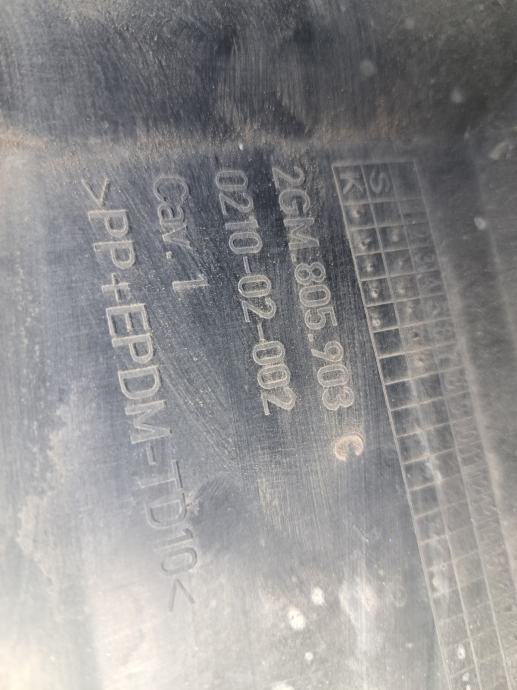 S
K
2GM.805.903 C
0210-02-002
Cav. 1
>PP+EPDM-TD10<